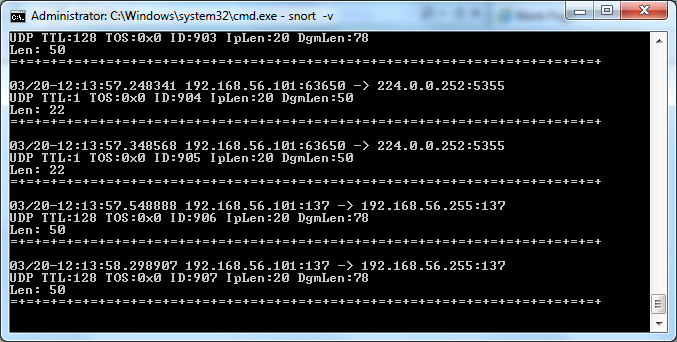 Administrator: C:\Windows\system32\cmd.exe - snort -v
UDP TTL:128 TOS:0x0 ID:903 IpLen:20 DgmLen:78
Len: 50
=+=+=+=+=+=+=+=+=+=+=+=+=+=+=+=+=+=+=+=+=+=+=+=+=+=+=+=+=+=+=+=+=+=+=+=+=+

03/20-12:13:57.248341 192.168.56.101:63650 -> 224.0.0.252:5355
UDP TTL:1 TOS:0x0 ID:904 IpLen:20 DgmLen:50
Len: 22
=+=+=+=+=+=+=+=+=+=+=+=+=+=+=+=+=+=+=+=+=+=+=+=+=+=+=+=+=+=+=+=+=+=+=+=+=+

03/20-12:13:57.348568 192.168.56.101:63650 -> 224.0.0.252:5355
UDP TTL:1 TOS:0x0 ID:905 IpLen:20 DgmLen:50
Len: 22
=+=+=+=+=+=+=+=+=+=+=+=+=+=+=+=+=+=+=+=+=+=+=+=+=+=+=+=+=+=+=+=+=+=+=+=+=+

03/20-12:13:57.548888 192.168.56.101:137 -> 192.168.56.255:137
UDP TTL:128 TOS:0x0 ID:906 IpLen:20 DgmLen:78
Len: 50
=+=+=+=+=+=+=+=+=+=+=+=+=+=+=+=+=+=+=+=+=+=+=+=+=+=+=+=+=+=+=+=+=+=+=+=+=+

03/20-12:13:58.298907 192.168.56.101:137 -> 192.168.56.255:137
UDP TTL:128 TOS:0x0 ID:907 IpLen:20 DgmLen:78
Len: 50
=+=+=+=+=+=+=+=+=+=+=+=+=+=+=+=+=+=+=+=+=+=+=+=+=+=+=+=+=+=+=+=+=+=+=+=+=+